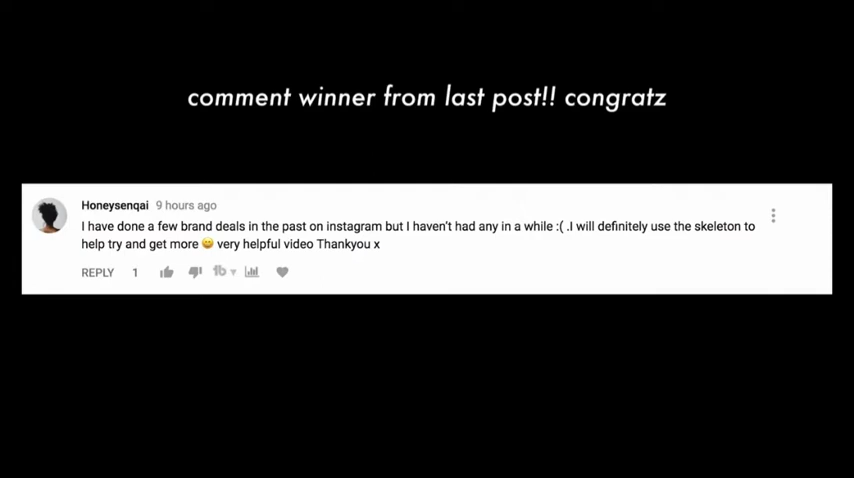 comment winner from last post!! congratz
Honeysenqai 9 hours ago
I have done a few brand deals in the past on instagram but I haven't had any in a while :( .I will definitely use the skeleton to
help try and get more 😀 very helpful video Thankyou x
REPLY 1